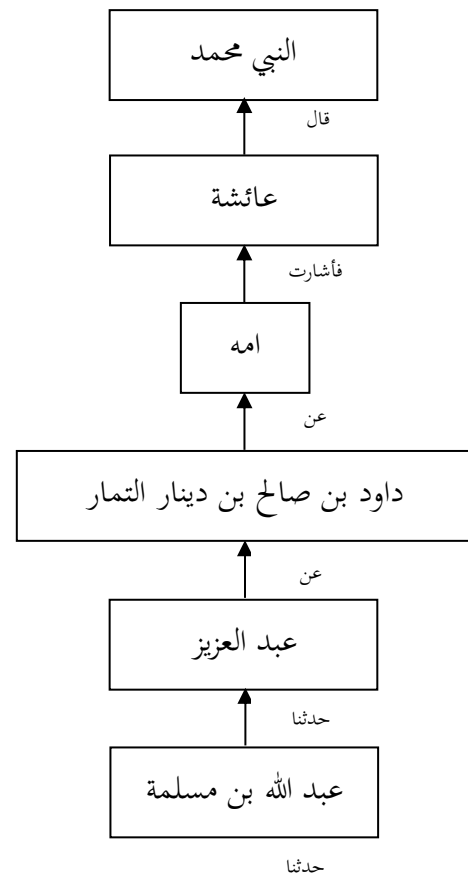 النبي محمد
قال
عائشة
فأشارت
امه
عن
داود بن صالح بن دينار التمار
عن
عبد العزيز
حدثنا
عبد الله بن مسلمة
حدثنا